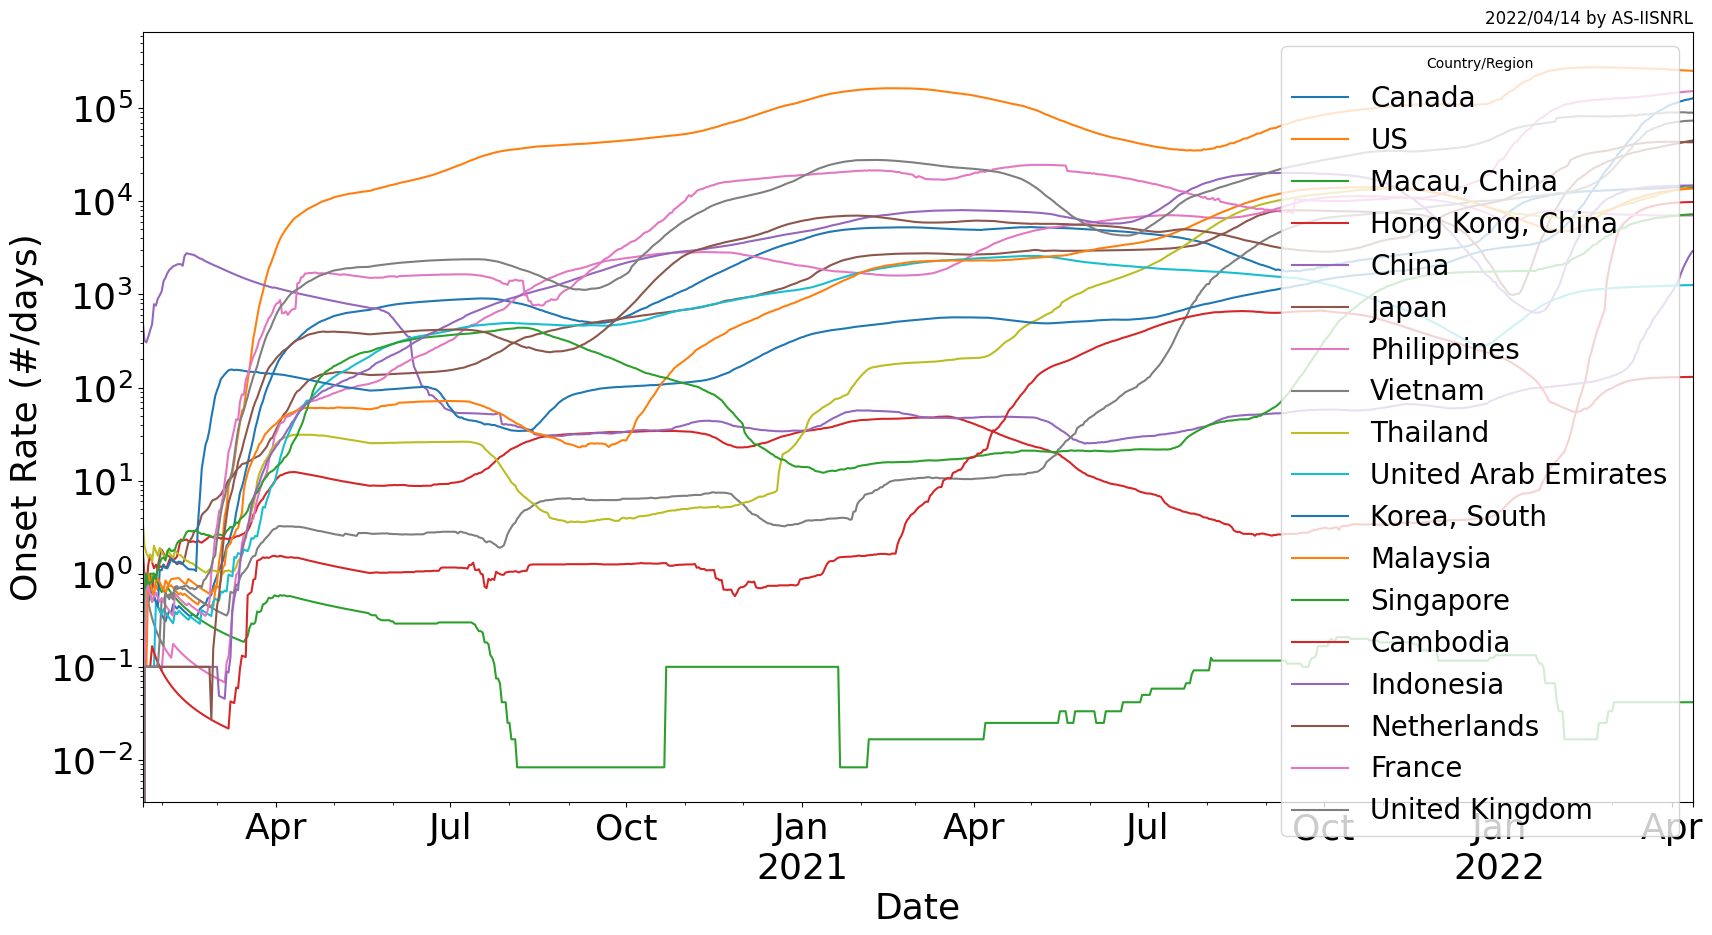 2022/04/14 by AS-IISNRL
Onset Rate (#/days)
10^5
10^4
10^3
10^2
10^1
10^0
10^−1
10^−2
Country/Region
Canada
US
Macau, China
Hong Kong, China
China
Japan
Philippines
Vietnam
Thailand
United Arab Emirates
Korea, South
Malaysia
Singapore
Cambodia
Indonesia
Netherlands
France
United Kingdom
Apr Jul Oct Jan Apr Jul Oct Jan Apr
2021 2022
Date